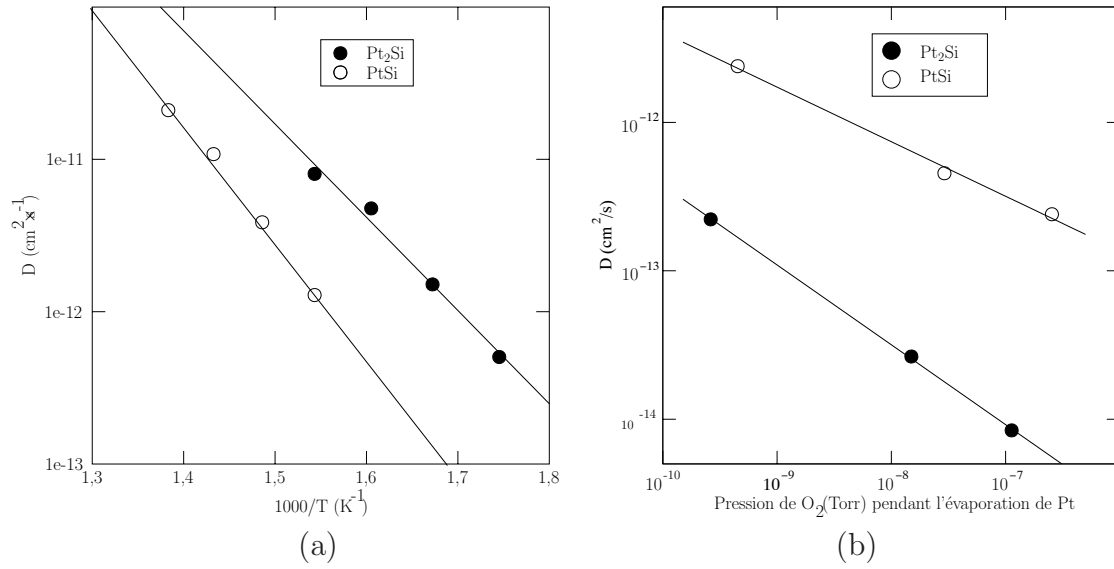 Pt₂Si
PtSi
1e-11
1e-12
1e-13
D (cm²s⁻¹)
1,3 1,4 1,5 1,6 1,7 1,8
1000/T (K⁻¹)
(a)
Pt₂Si
PtSi
10⁻¹²
10⁻¹³
10⁻¹⁴
D (cm²/s)
10⁻¹⁰ 10⁻⁹ 10⁻⁸ 10⁻⁷
Pression de O₂(Torr) pendant l'évaporation de Pt
(b)